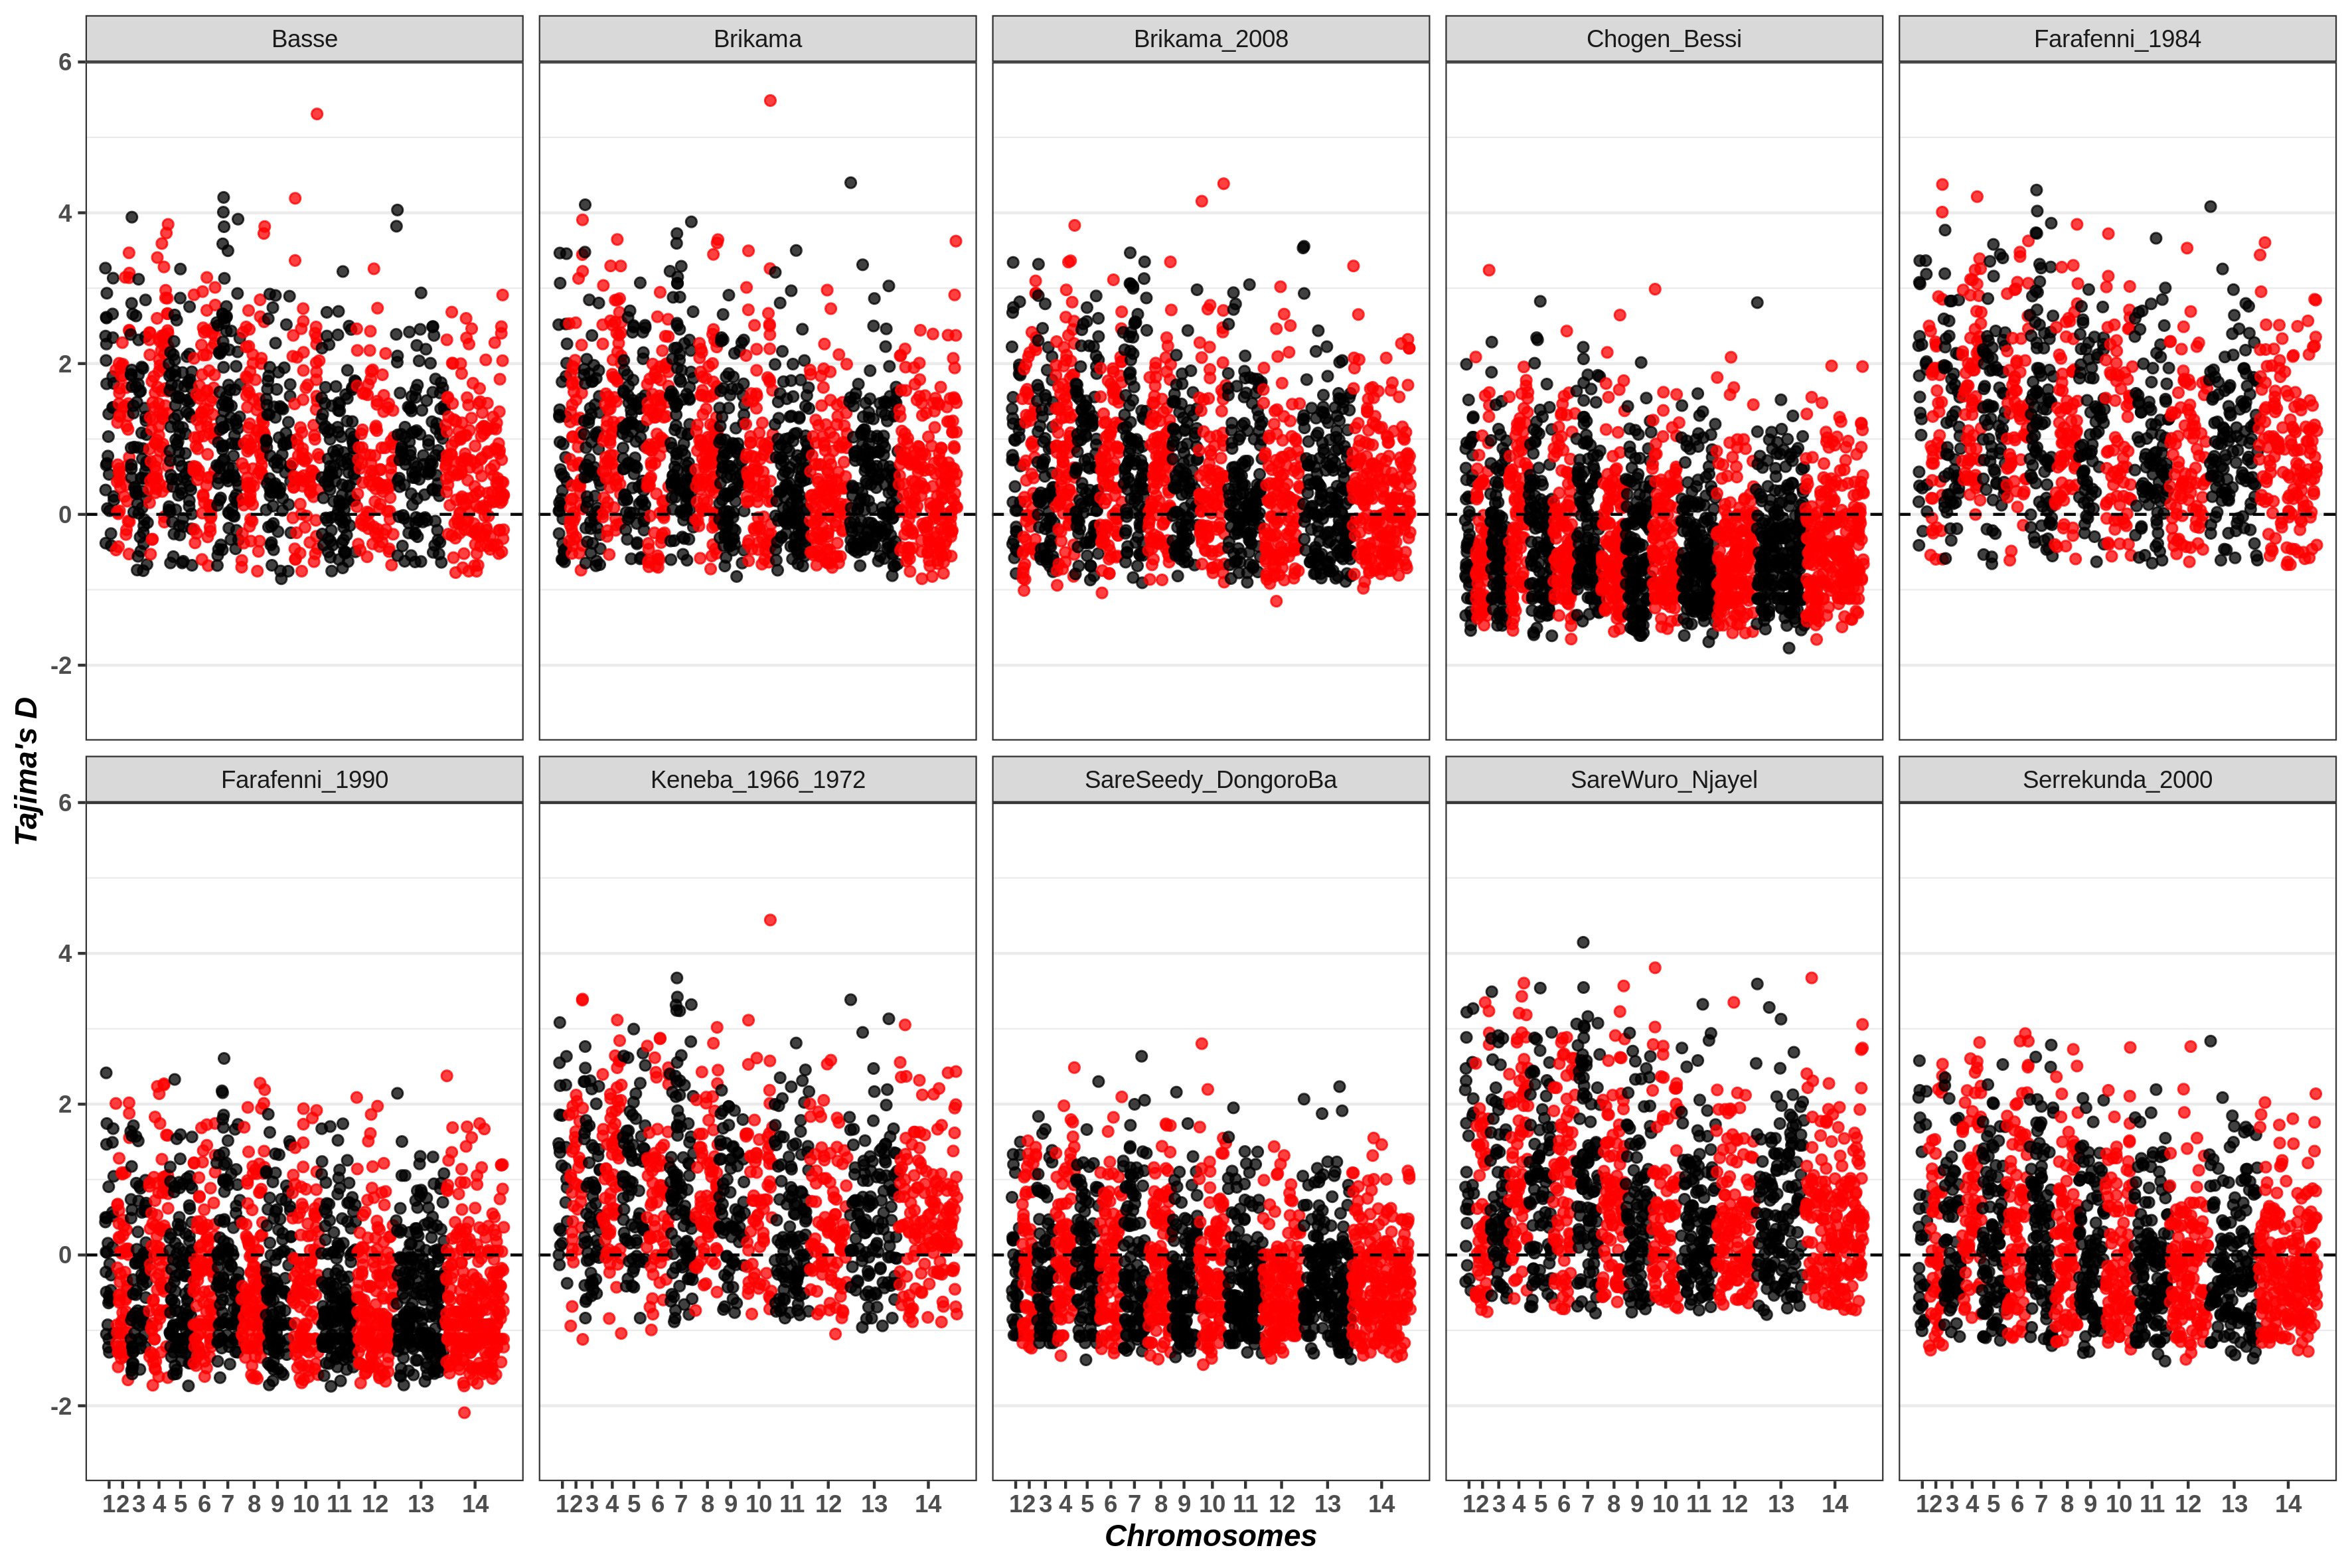 Basse Brikama Brikama_2008 Chogen_Bessi Farafenni_1984
6
4
2
0
-2
Tajima's D
Farafenni_1990 Keneba_1966_1972 SareSeedy_DongoroBa SareWuro_Njayel Serrekunda_2000
6
4
2
0
-2
1 2 3 4 5 6 7 8 9 10 11 12 13 14 1 2 3 4 5 6 7 8 9 10 11 12 13 14 1 2 3 4 5 6 7 8 9 10 11 12 13 14 1 2 3 4 5 6 7 8 9 10 11 12 13 14 1 2 3 4 5 6 7 8 9 10 11 12 13 14
Chromosomes